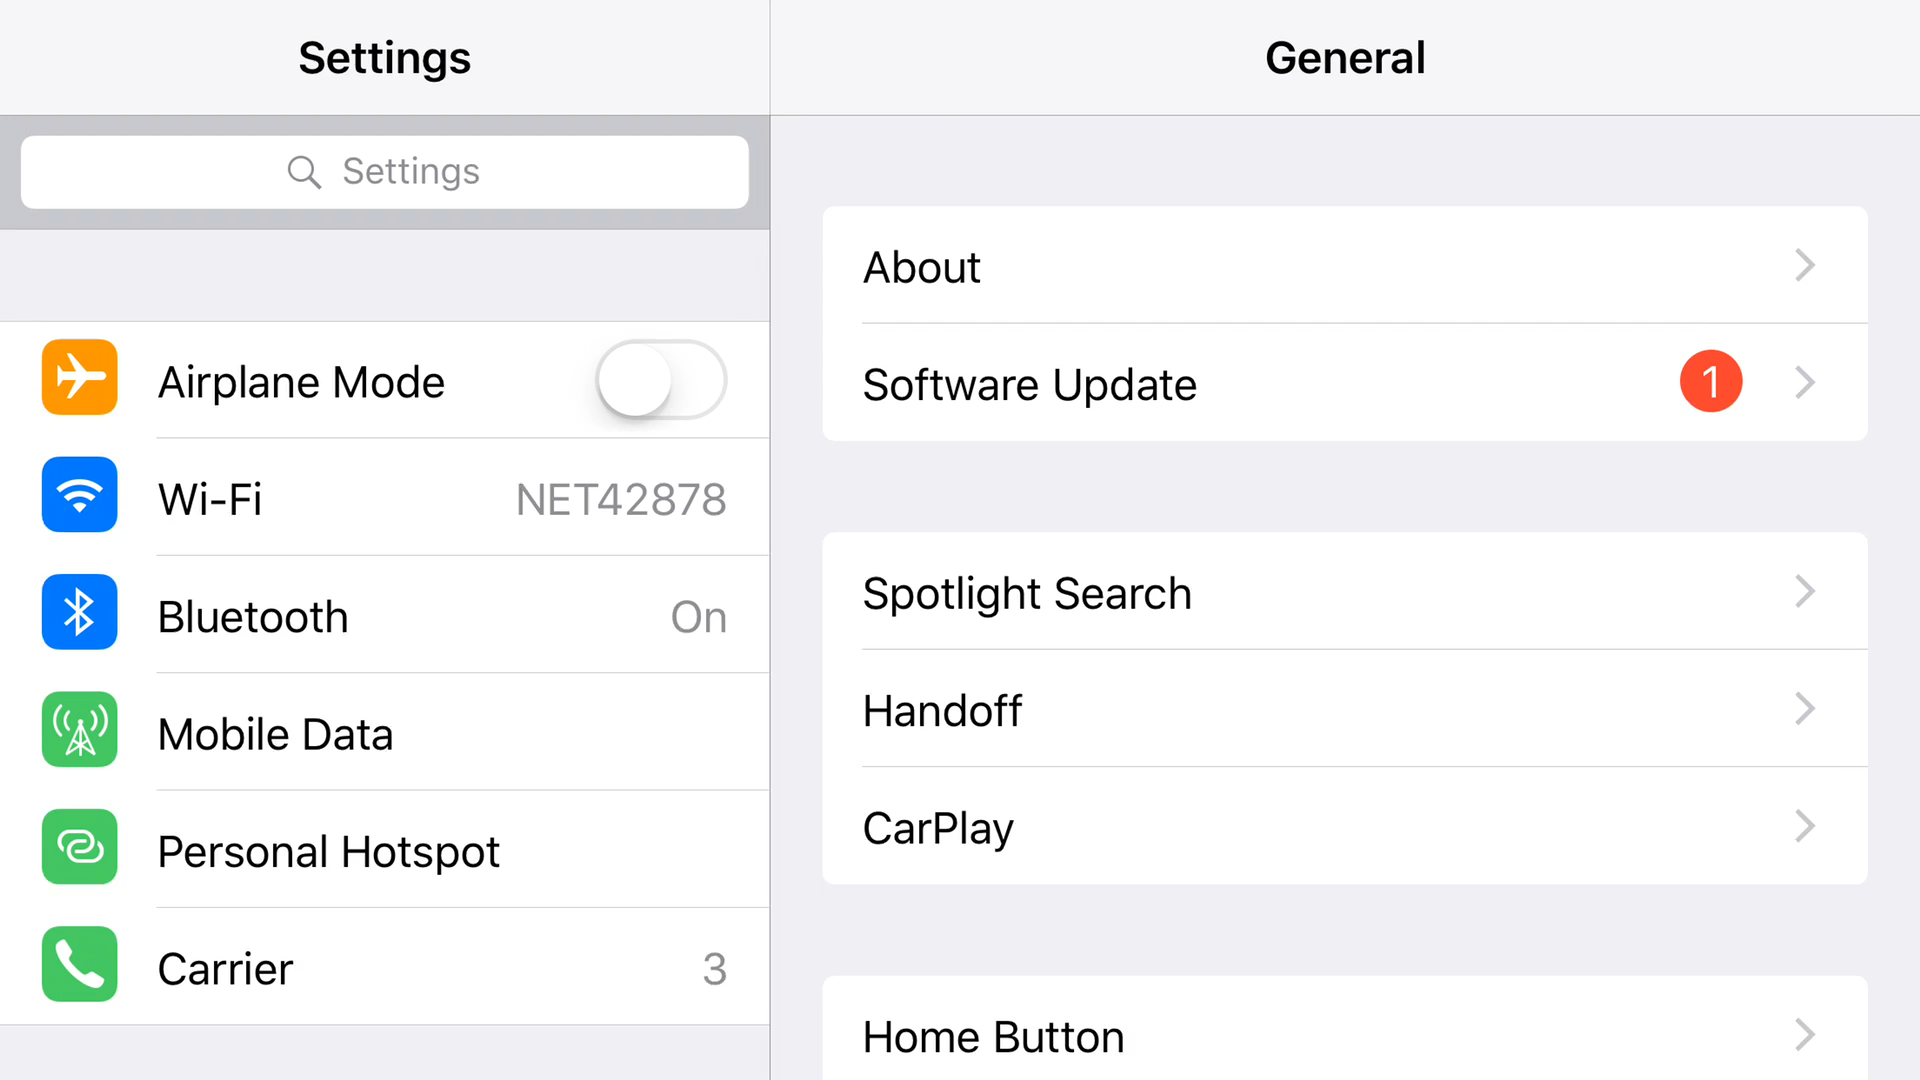 Settings
Settings
Airplane Mode
Wi-Fi NET42878
Bluetooth On
Mobile Data
Personal Hotspot
Carrier 3
General
About
Software Update 1
Spotlight Search
Handoff
CarPlay
Home Button